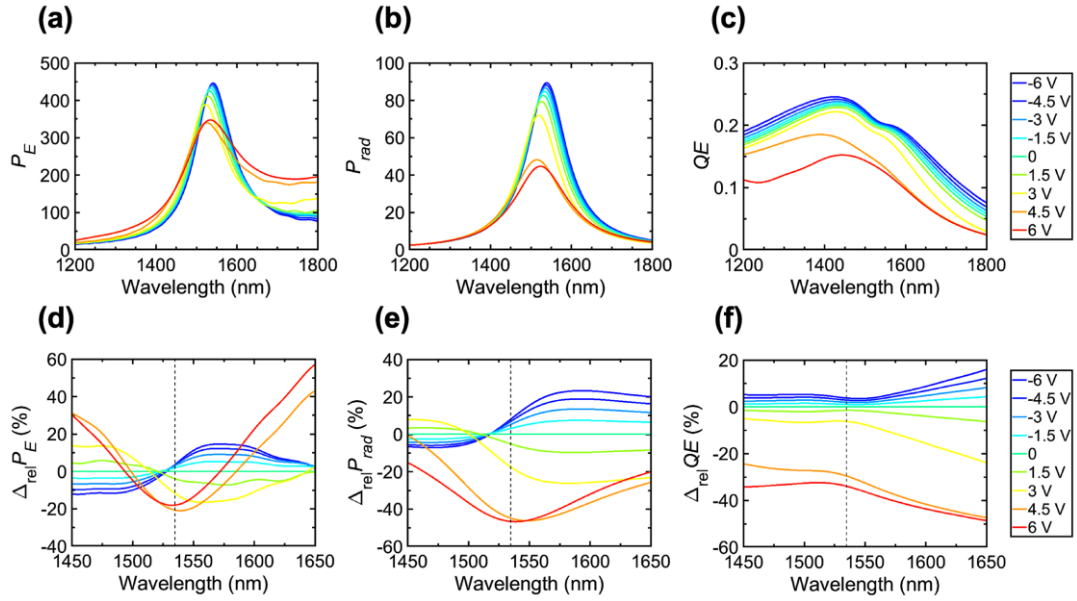 (a)
(b)
(c)
500
400
300
200
100
0
P_E
1200 1400 1600 1800
Wavelength (nm)
100
80
60
40
20
0
P_rad
1200 1400 1600 1800
Wavelength (nm)
0.3
0.2
0.1
0
QE
1200 1400 1600 1800
Wavelength (nm)
-6 V
-4.5 V
-3 V
-1.5 V
0
1.5 V
3 V
4.5 V
6 V
(d)
(e)
(f)
60
40
20
0
-20
-40
Δ_rel P_E (%)
1450 1500 1550 1600 1650
Wavelength (nm)
40
20
0
-20
-40
-60
Δ_rel P_rad (%)
1450 1500 1550 1600 1650
Wavelength (nm)
20
0
-20
-40
-60
Δ_rel QE (%)
1450 1500 1550 1600 1650
Wavelength (nm)
-6 V
-4.5 V
-3 V
-1.5 V
0
1.5 V
3 V
4.5 V
6 V